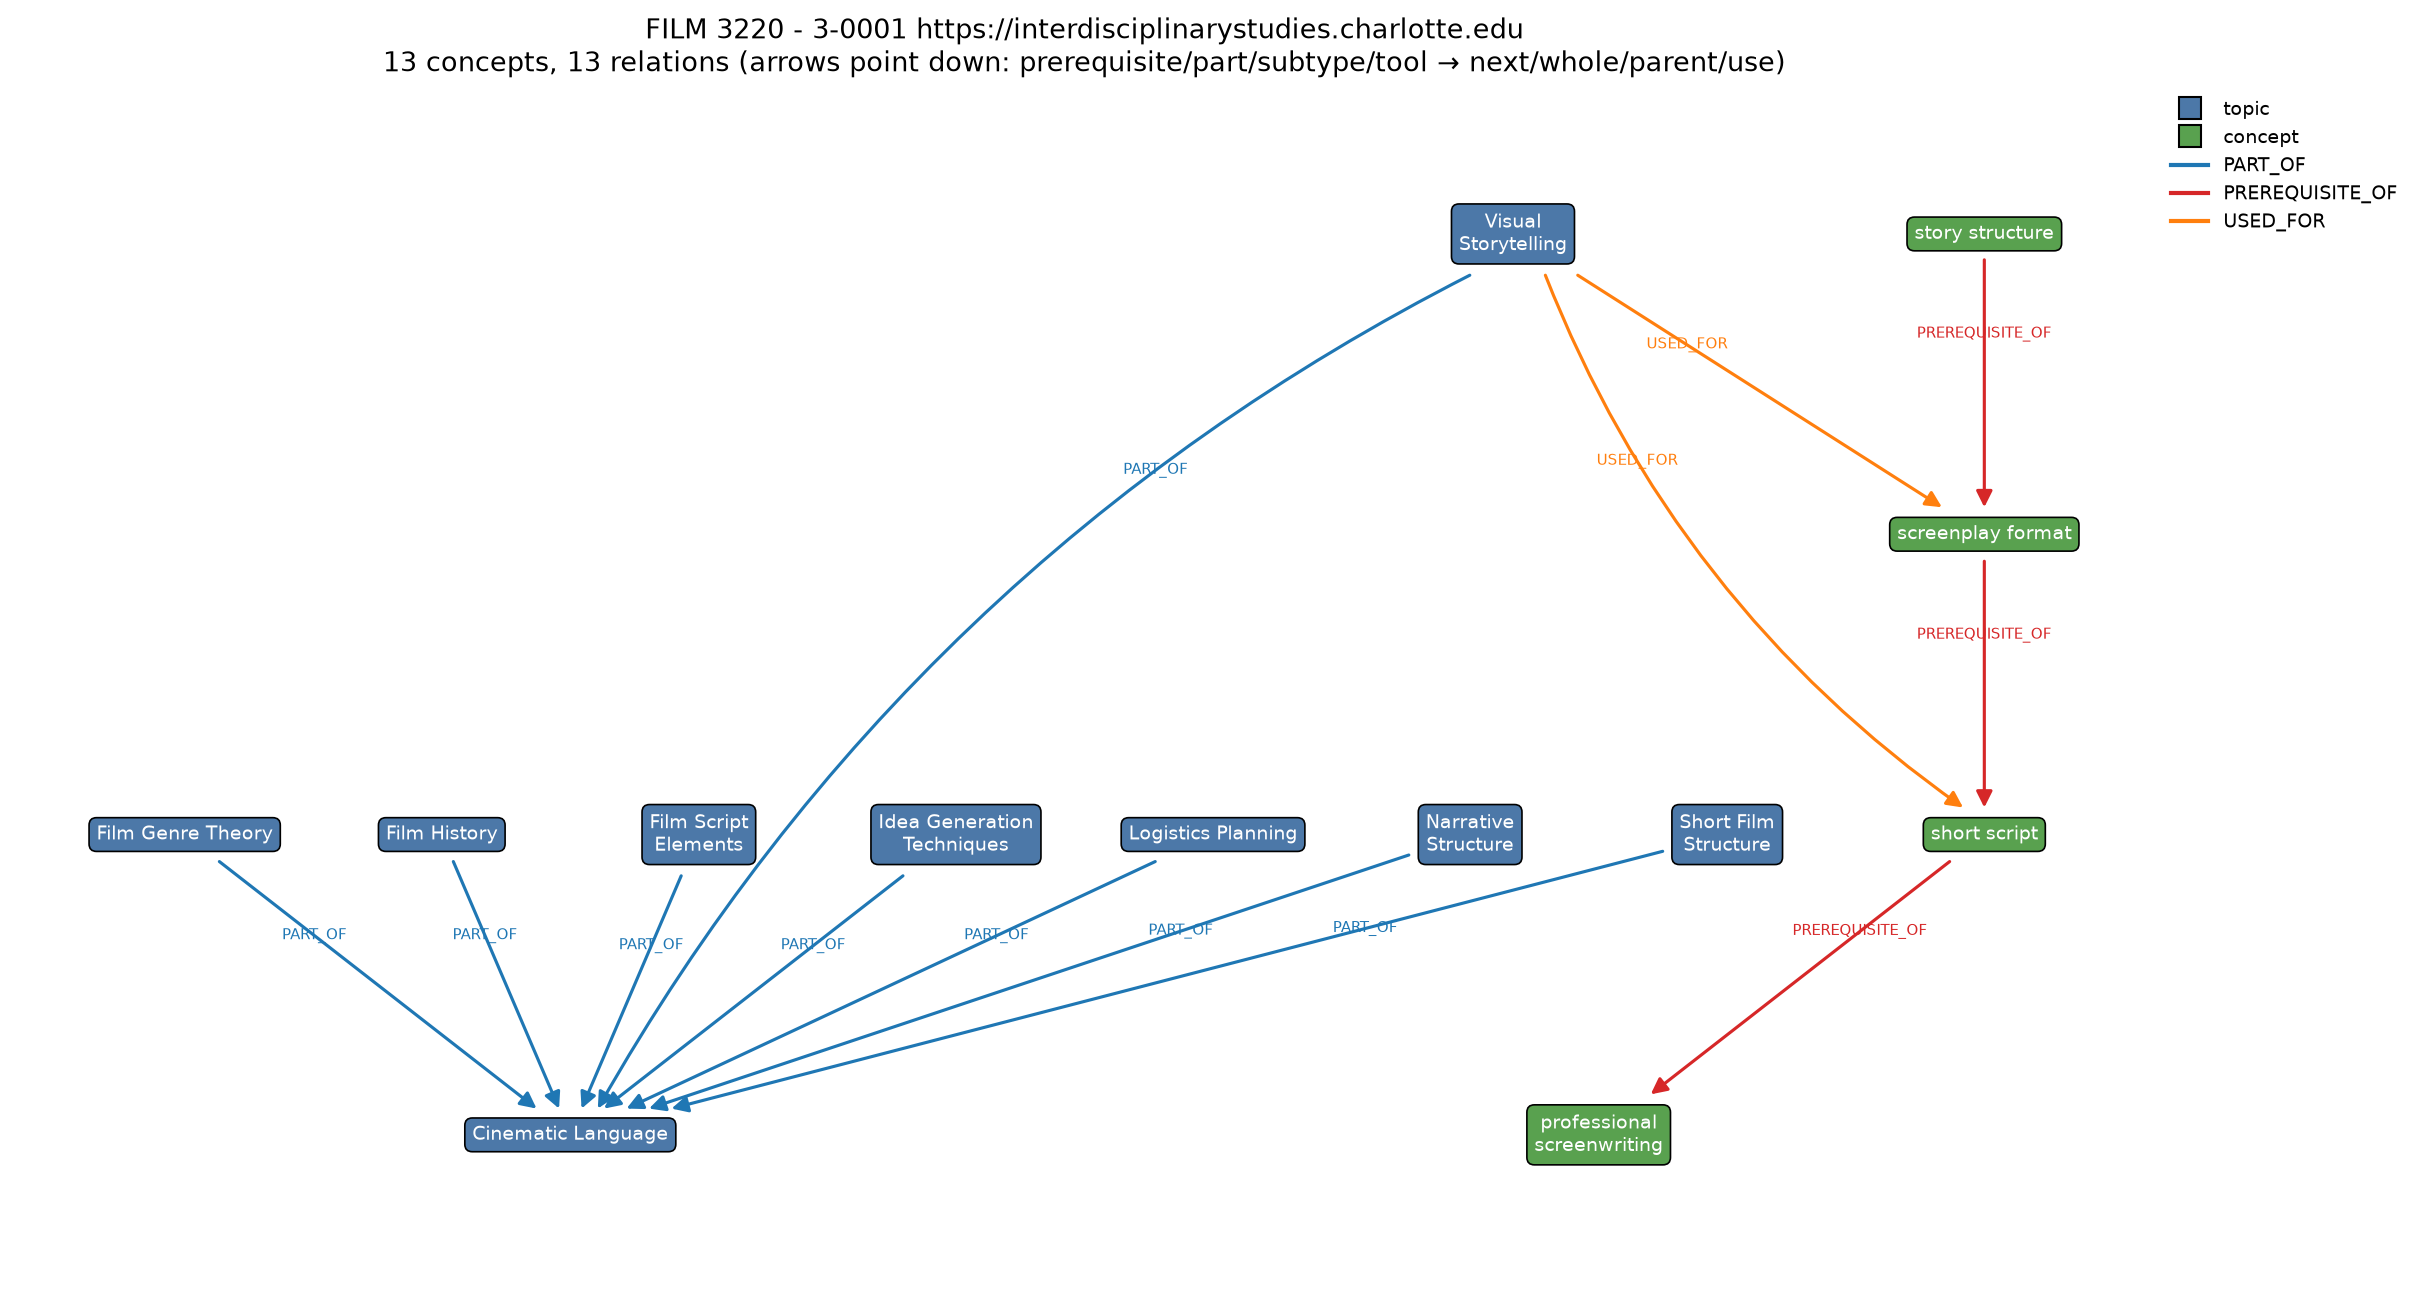 FILM 3220 - 3-0001 https://interdisciplinarystudies.charlotte.edu
13 concepts, 13 relations (arrows point down: prerequisite/part/subtype/tool → next/whole/parent/use)
topic
concept
PART_OF
PREREQUISITE_OF
USED_FOR
Visual
Storytelling
story structure
PREREQUISITE_OF
USED_FOR
USED_FOR
PART_OF
screenplay format
PREREQUISITE_OF
Film Genre Theory
Film History
Film Script
Elements
Idea Generation
Techniques
Logistics Planning
Narrative
Structure
Short Film
Structure
short script
PART_OF
PART_OF
PART_OF
PART_OF
PART_OF
PART_OF
PART_OF
PREREQUISITE_OF
Cinematic Language
professional
screenwriting